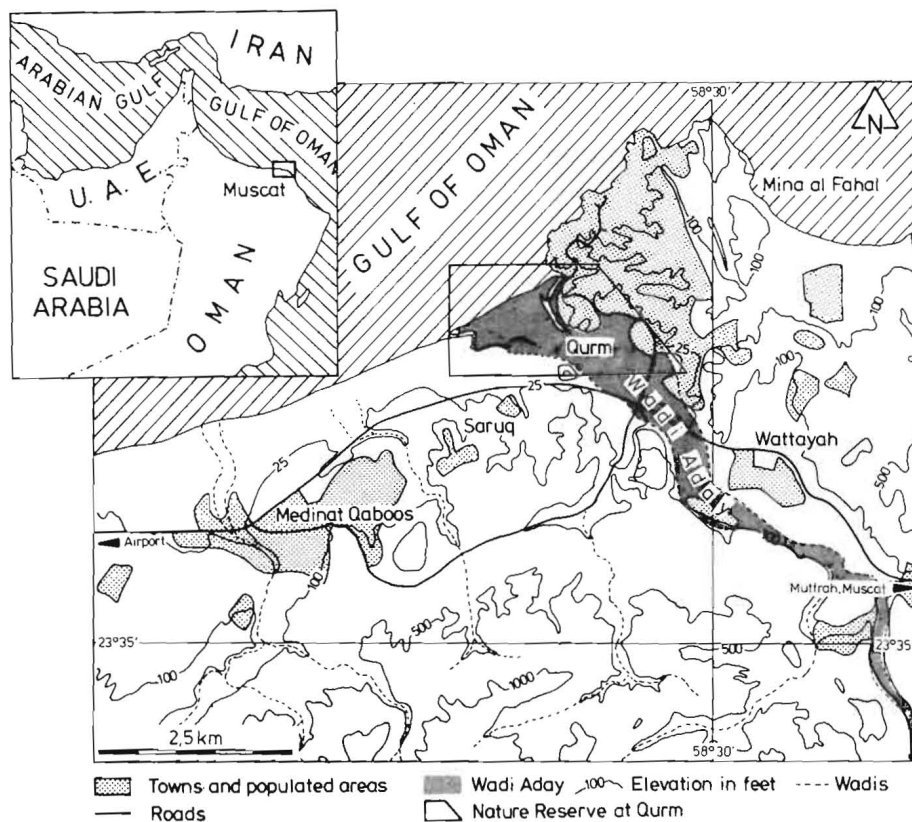 IRAN
ARABIAN GULF
GULF OF OMAN
U.A.E
Muscat
SAUDI
ARABIA
OMAN
58°30'
N
GULF OF OMAN
Mina al Fahal
100
100
100
Qurm
25
100
25
Wadi
Aday
Saruq
Wattayah
500
25
Medinat Qaboos
Airport
100
100
Muttrah, Muscat
23°35'
500
500
23°35'
100
1000
2,5 km
58°30'
Towns and populated areas
Wadi Aday
100 Elevation in feet
Wadis
Roads
Nature Reserve at Qurm